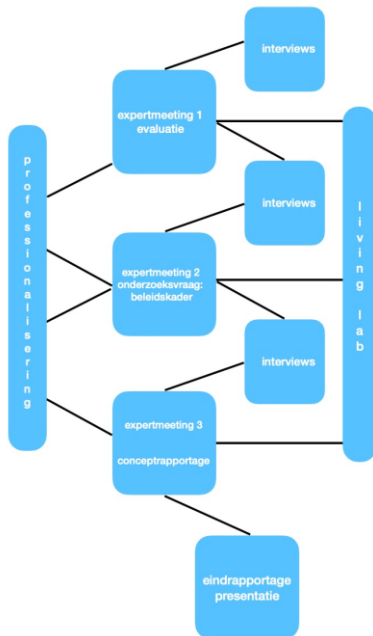 interviews
expertmeeting 1
evaluatie
professionalisering
living lab
interviews
expertmeeting 2
onderzoeksvraag:
beleidskader
interviews
expertmeeting 3
conceptrapportage
eindrapportage
presentatie